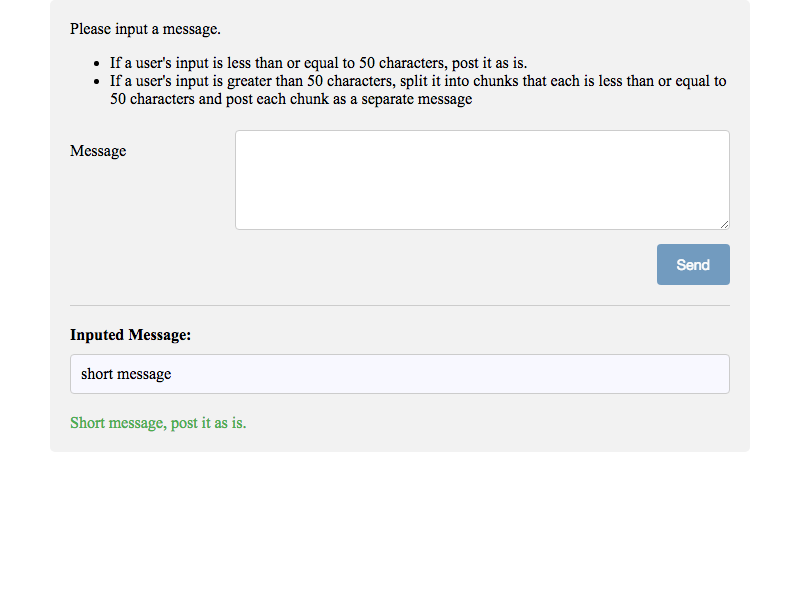 Please input a message.
If a user's input is less than or equal to 50 characters, post it as is.
If a user's input is greater than 50 characters, split it into chunks that each is less than or equal to
50 characters and post each chunk as a separate message
Message
Send
Inputed Message:
short message
Short message, post it as is.